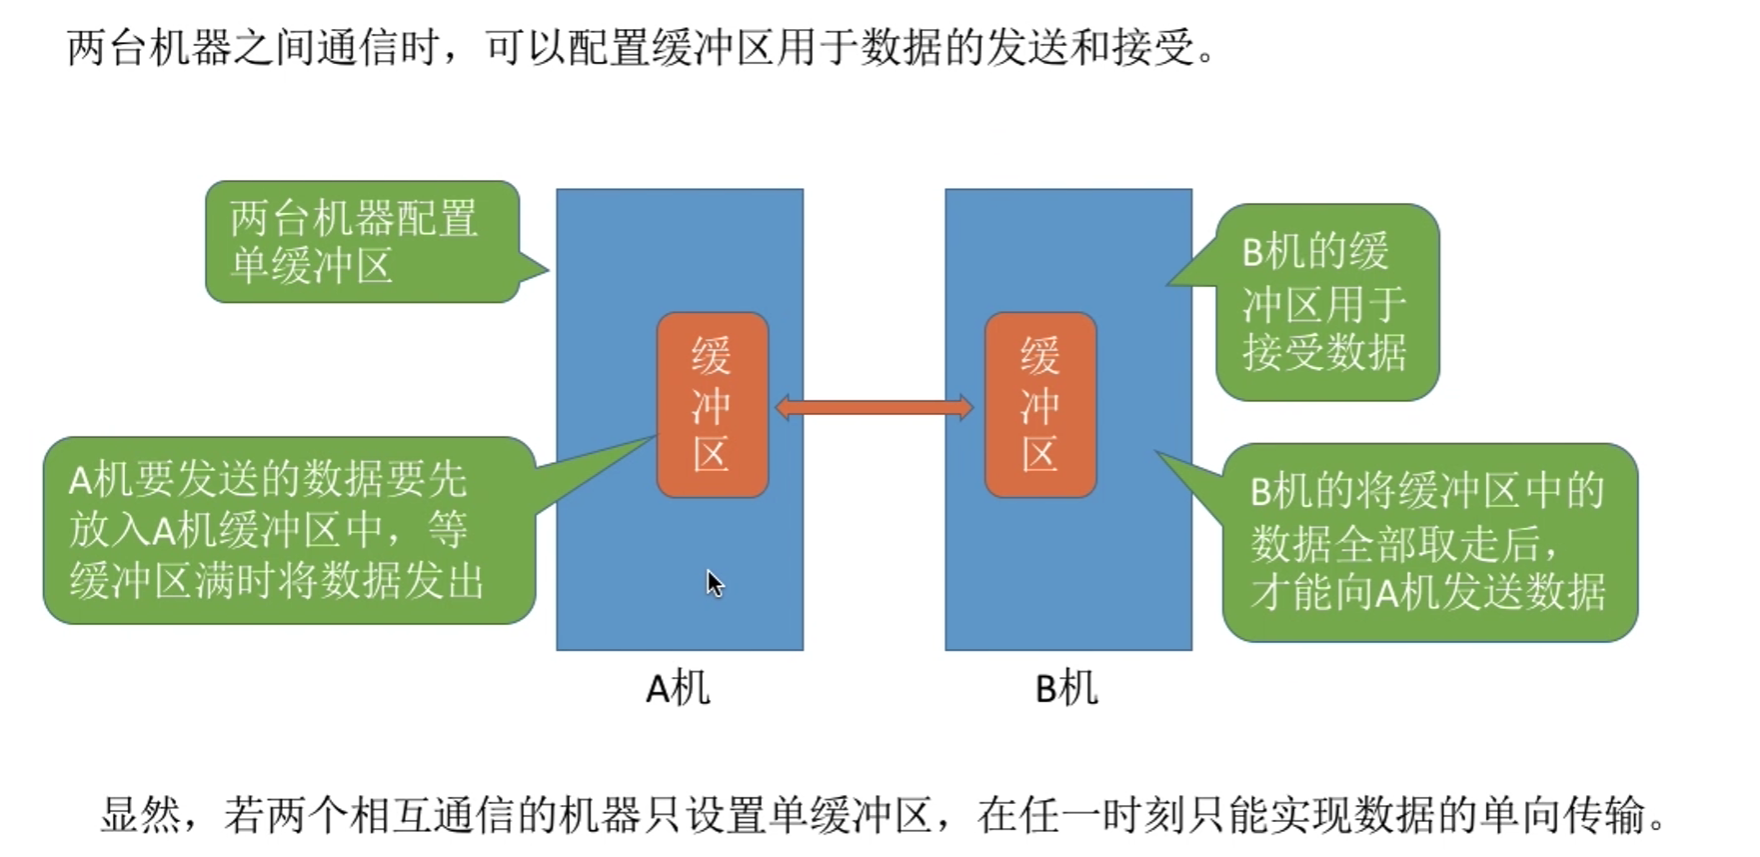 两台机器之间通信时，可以配置缓冲区用于数据的发送和接受。
两台机器配置
单缓冲区
B机的缓
冲区用于
接受数据
缓
冲
区
缓
冲
区
A机要发送的数据要先
放入A机缓冲区中，等
缓冲区满时将数据发出
B机的将缓冲区中的
数据全部取走后，
才能向A机发送数据
A机
B机
显然，若两个相互通信的机器只设置单缓冲区，在任一时刻只能实现数据的单向传输。